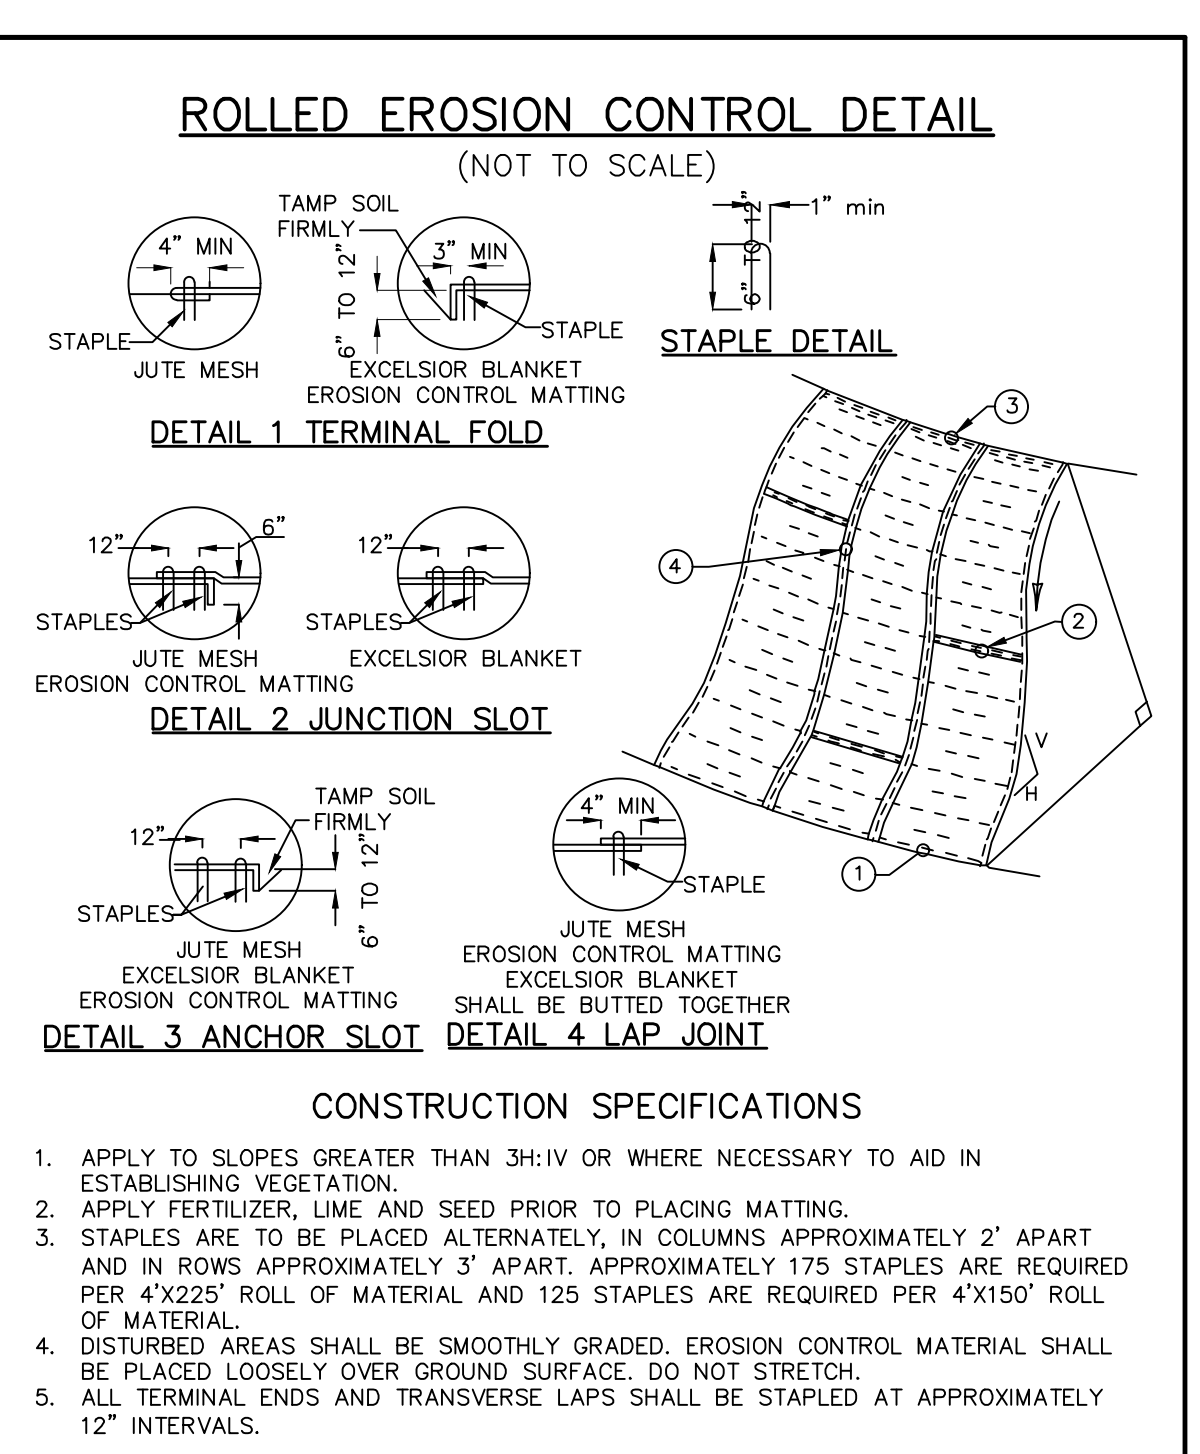 ROLLED EROSION CONTROL DETAIL
(NOT TO SCALE)
4" MIN
STAPLE
JUTE MESH
TAMP SOIL
FIRMLY
3" MIN
6" TO 12"
STAPLE
EXCELSIOR BLANKET
EROSION CONTROL MATTING
DETAIL 1 TERMINAL FOLD
1" min
6" TO 12"
STAPLE DETAIL
12"
6"
STAPLES
JUTE MESH
EROSION CONTROL MATTING
12"
STAPLES
EXCELSIOR BLANKET
DETAIL 2 JUNCTION SLOT
3
4
2
V
H
1
TAMP SOIL
FIRMLY
12"
6" TO 12"
STAPLES
JUTE MESH
EXCELSIOR BLANKET
EROSION CONTROL MATTING
DETAIL 3 ANCHOR SLOT
4" MIN
STAPLE
JUTE MESH
EROSION CONTROL MATTING
EXCELSIOR BLANKET
SHALL BE BUTTED TOGETHER
DETAIL 4 LAP JOINT
CONSTRUCTION SPECIFICATIONS
1. APPLY TO SLOPES GREATER THAN 3H:IV OR WHERE NECESSARY TO AID IN
ESTABLISHING VEGETATION.
2. APPLY FERTILIZER, LIME AND SEED PRIOR TO PLACING MATTING.
3. STAPLES ARE TO BE PLACED ALTERNATELY, IN COLUMNS APPROXIMATELY 2' APART
AND IN ROWS APPROXIMATELY 3' APART. APPROXIMATELY 175 STAPLES ARE REQUIRED
PER 4'X225' ROLL OF MATERIAL AND 125 STAPLES ARE REQUIRED PER 4'X150' ROLL
OF MATERIAL.
4. DISTURBED AREAS SHALL BE SMOOTHLY GRADED. EROSION CONTROL MATERIAL SHALL
BE PLACED LOOSELY OVER GROUND SURFACE. DO NOT STRETCH.
5. ALL TERMINAL ENDS AND TRANSVERSE LAPS SHALL BE STAPLED AT APPROXIMATELY
12" INTERVALS.